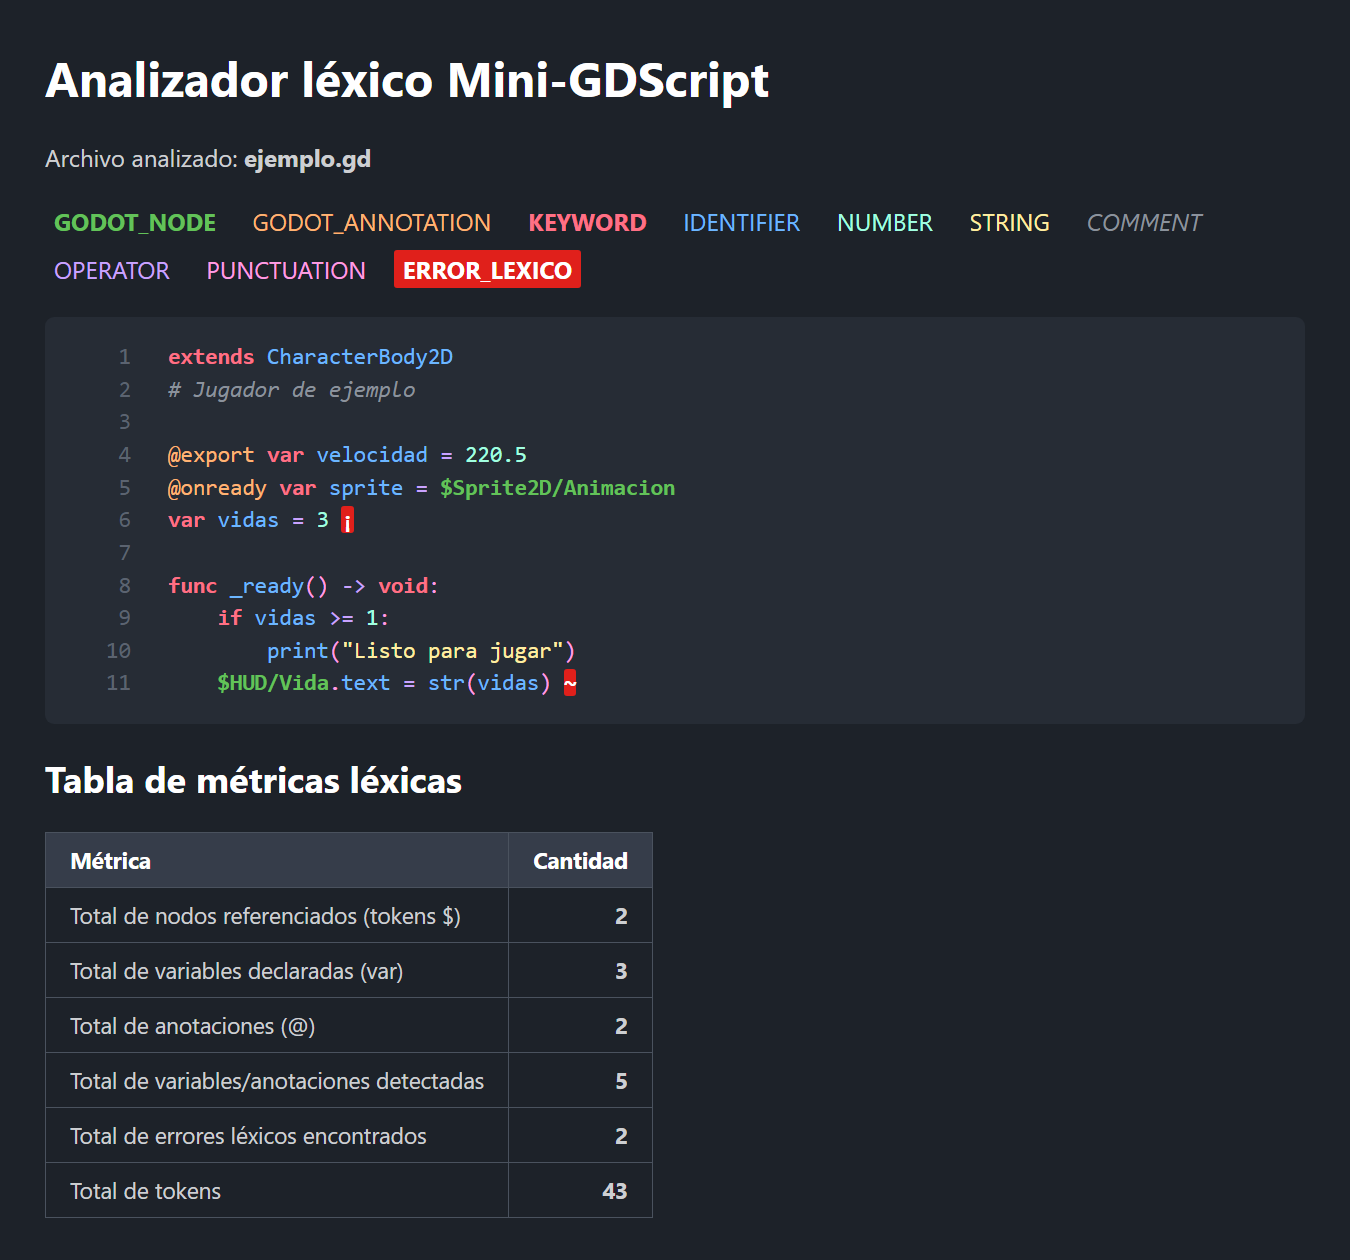 Analizador léxico Mini-GDScript
Archivo analizado: ejemplo.gd
GODOT_NODE GODOT_ANNOTATION KEYWORD IDENTIFIER NUMBER STRING COMMENT
OPERATOR PUNCTUATION ERROR_LEXICO
1 extends CharacterBody2D
2 # Jugador de ejemplo
3
4 @export var velocidad = 220.5
5 @onready var sprite = $Sprite2D/Animacion
6 var vidas = 3 ¡
7
8 func _ready() -> void:
9     if vidas >= 1:
10         print("Listo para jugar")
11     $HUD/Vida.text = str(vidas) ~
Tabla de métricas léxicas
Métrica Cantidad
Total de nodos referenciados (tokens $) 2
Total de variables declaradas (var) 3
Total de anotaciones (@) 2
Total de variables/anotaciones detectadas 5
Total de errores léxicos encontrados 2
Total de tokens 43